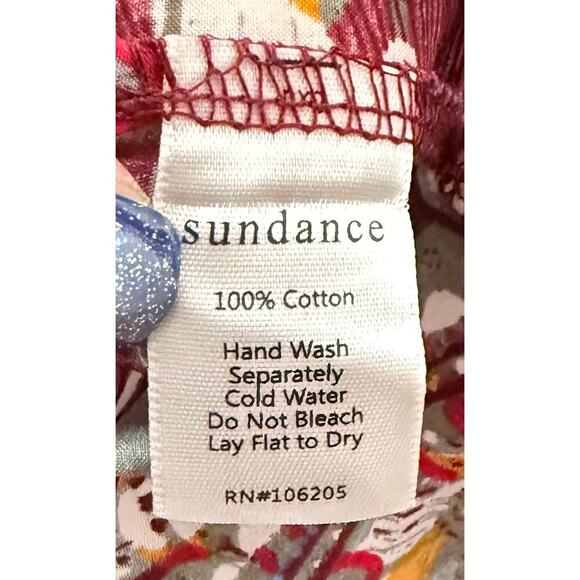 sundance
100% Cotton
Hand Wash
Separately
Cold Water
Do Not Bleach
Lay Flat to Dry
RN#106205